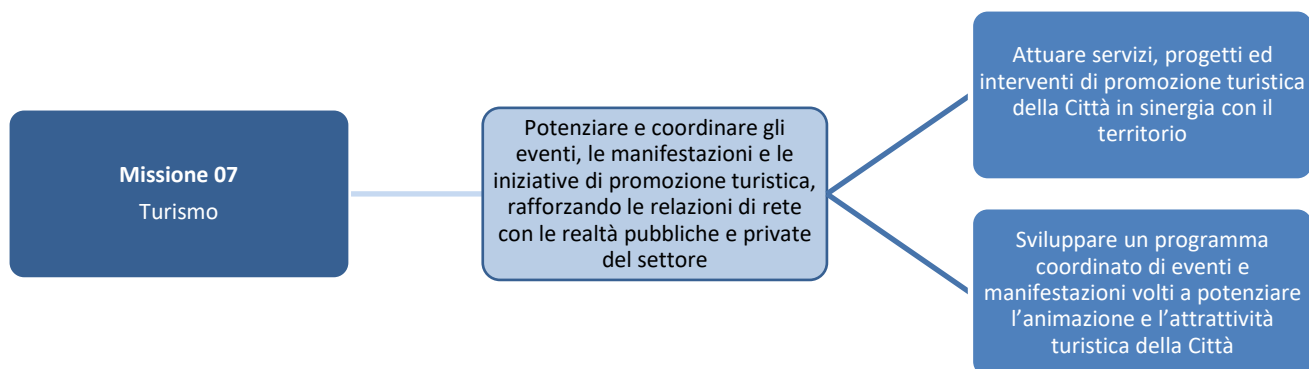 Missione 07
Turismo
Potenziare e coordinare gli
eventi, le manifestazioni e le
iniziative di promozione turistica,
rafforzando le relazioni di rete
con le realtà pubbliche e private
del settore
Attuare servizi, progetti ed
interventi di promozione turistica
della Città in sinergia con il
territorio
Sviluppare un programma
coordinato di eventi e
manifestazioni volti a potenziare
l’animazione e l’attrattività
turistica della Città